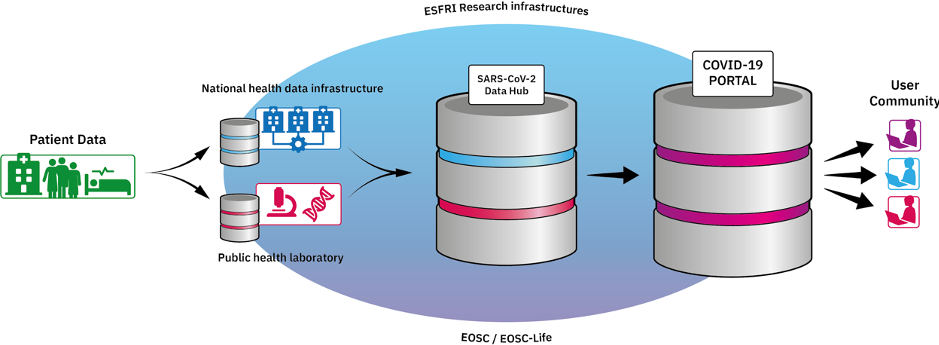 ESFRI Research infrastructures
National health data infrastructure
SARS-CoV-2
Data Hub
COVID-19
PORTAL
User
Community
Patient Data
Public health laboratory
EOSC / EOSC-Life